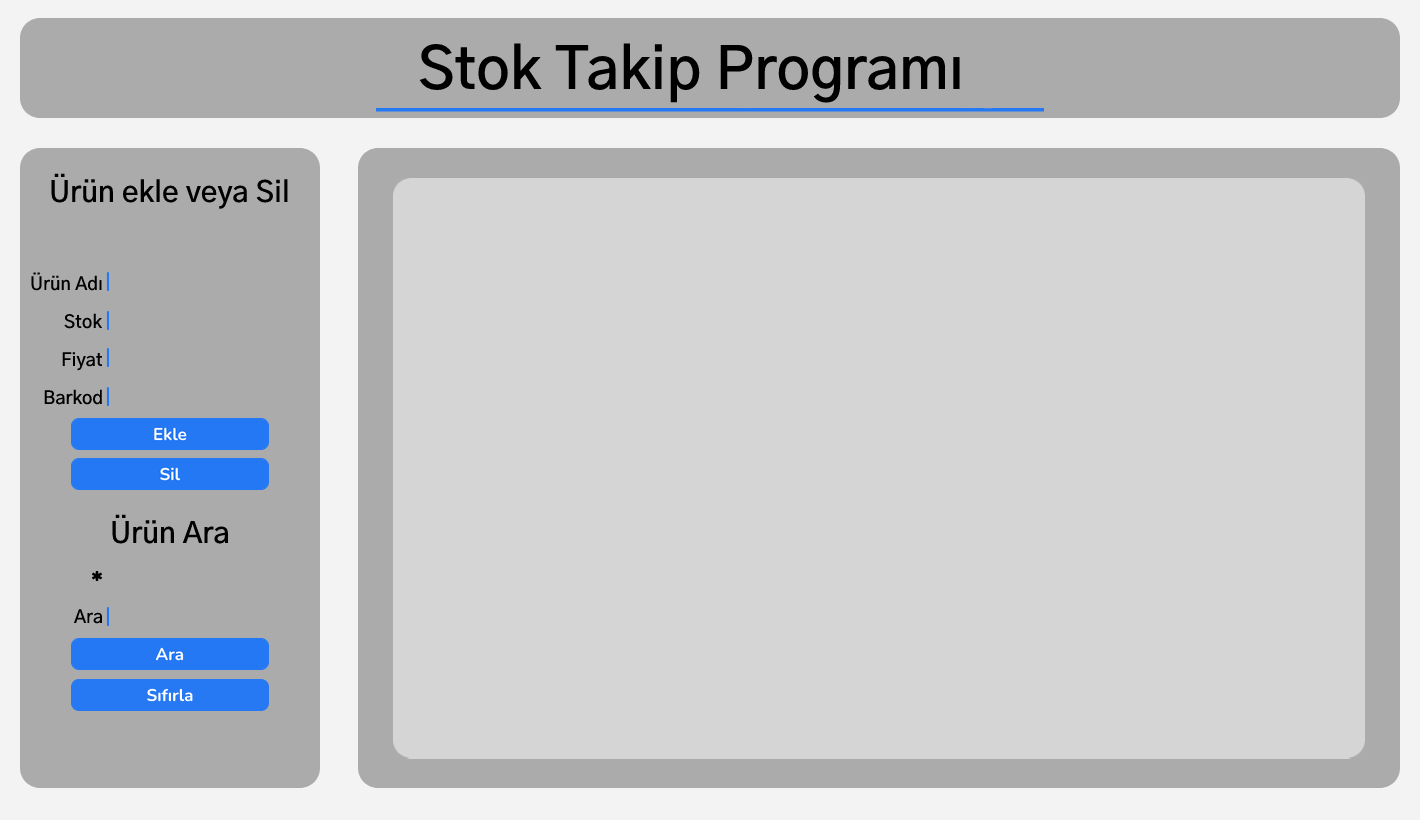 Stok Takip Programı
Ürün ekle veya Sil
Ürün Adı
Stok
Fiyat
Barkod
Ekle
Sil
Ürün Ara
*
Ara
Ara
Sıfırla